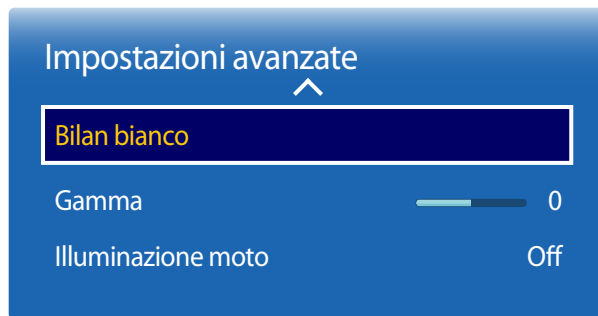 Impostazioni avanzate
Bilan bianco
Gamma 0
Illuminazione moto Off